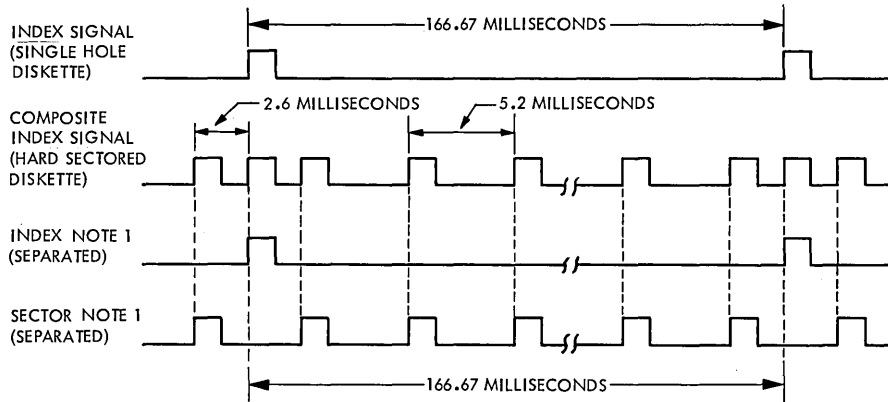 166.67 MILLISECONDS
INDEX SIGNAL
(SINGLE HOLE
DISKETTE)
2.6 MILLISECONDS
5.2 MILLISECONDS
COMPOSITE
INDEX SIGNAL
(HARD SECTORED
DISKETTE)
INDEX NOTE 1
(SEPARATED)
SECTOR NOTE 1
(SEPARATED)
166.67 MILLISECONDS